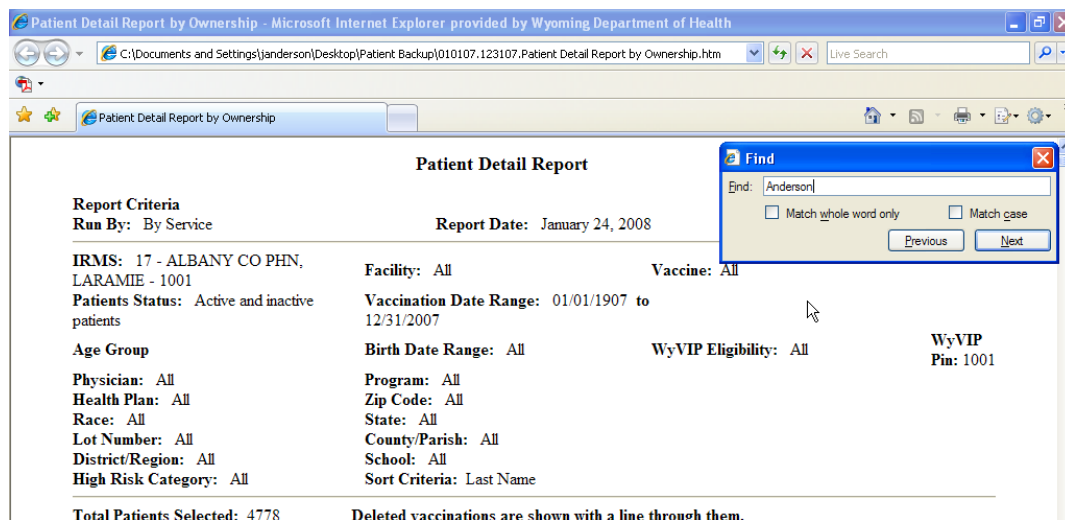 Patient Detail Report by Ownership - Microsoft Internet Explorer provided by Wyoming Department of Health
C:\Documents and Settings\janderson\Desktop\Patient Backup\010107.123107.Patient Detail Report by Ownership.htm
Live Search
Patient Detail Report by Ownership
Find
Find: Anderson
Match whole word only
Match case
Previous
Next
Patient Detail Report
Report Criteria
Run By: By Service
Report Date: January 24, 2008
IRMS: 17 - ALBANY CO PHN,
LARAMIE - 1001
Facility: All
Vaccine: All
Patients Status: Active and inactive
patients
Vaccination Date Range: 01/01/1907 to
12/31/2007
Age Group
Birth Date Range: All
WyVIP Eligibility: All
WyVIP
Pin: 1001
Physician: All
Program: All
Health Plan: All
Zip Code: All
Race: All
State: All
Lot Number: All
County/Parish: All
District/Region: All
School: All
High Risk Category: All
Sort Criteria: Last Name
Total Patients Selected: 4778
Deleted vaccinations are shown with a line through them.